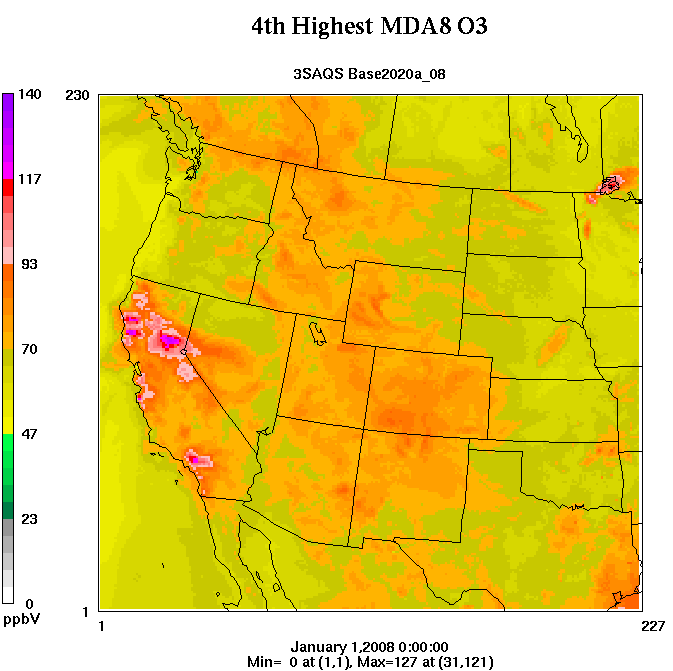 4th Highest MDA8 O3
3SAQS Base2020a_08
140
117
93
70
47
23
0
ppbV
230
1
1
227
January 1,2008 0:00:00
Min= 0 at (1,1), Max=127 at (31,121)